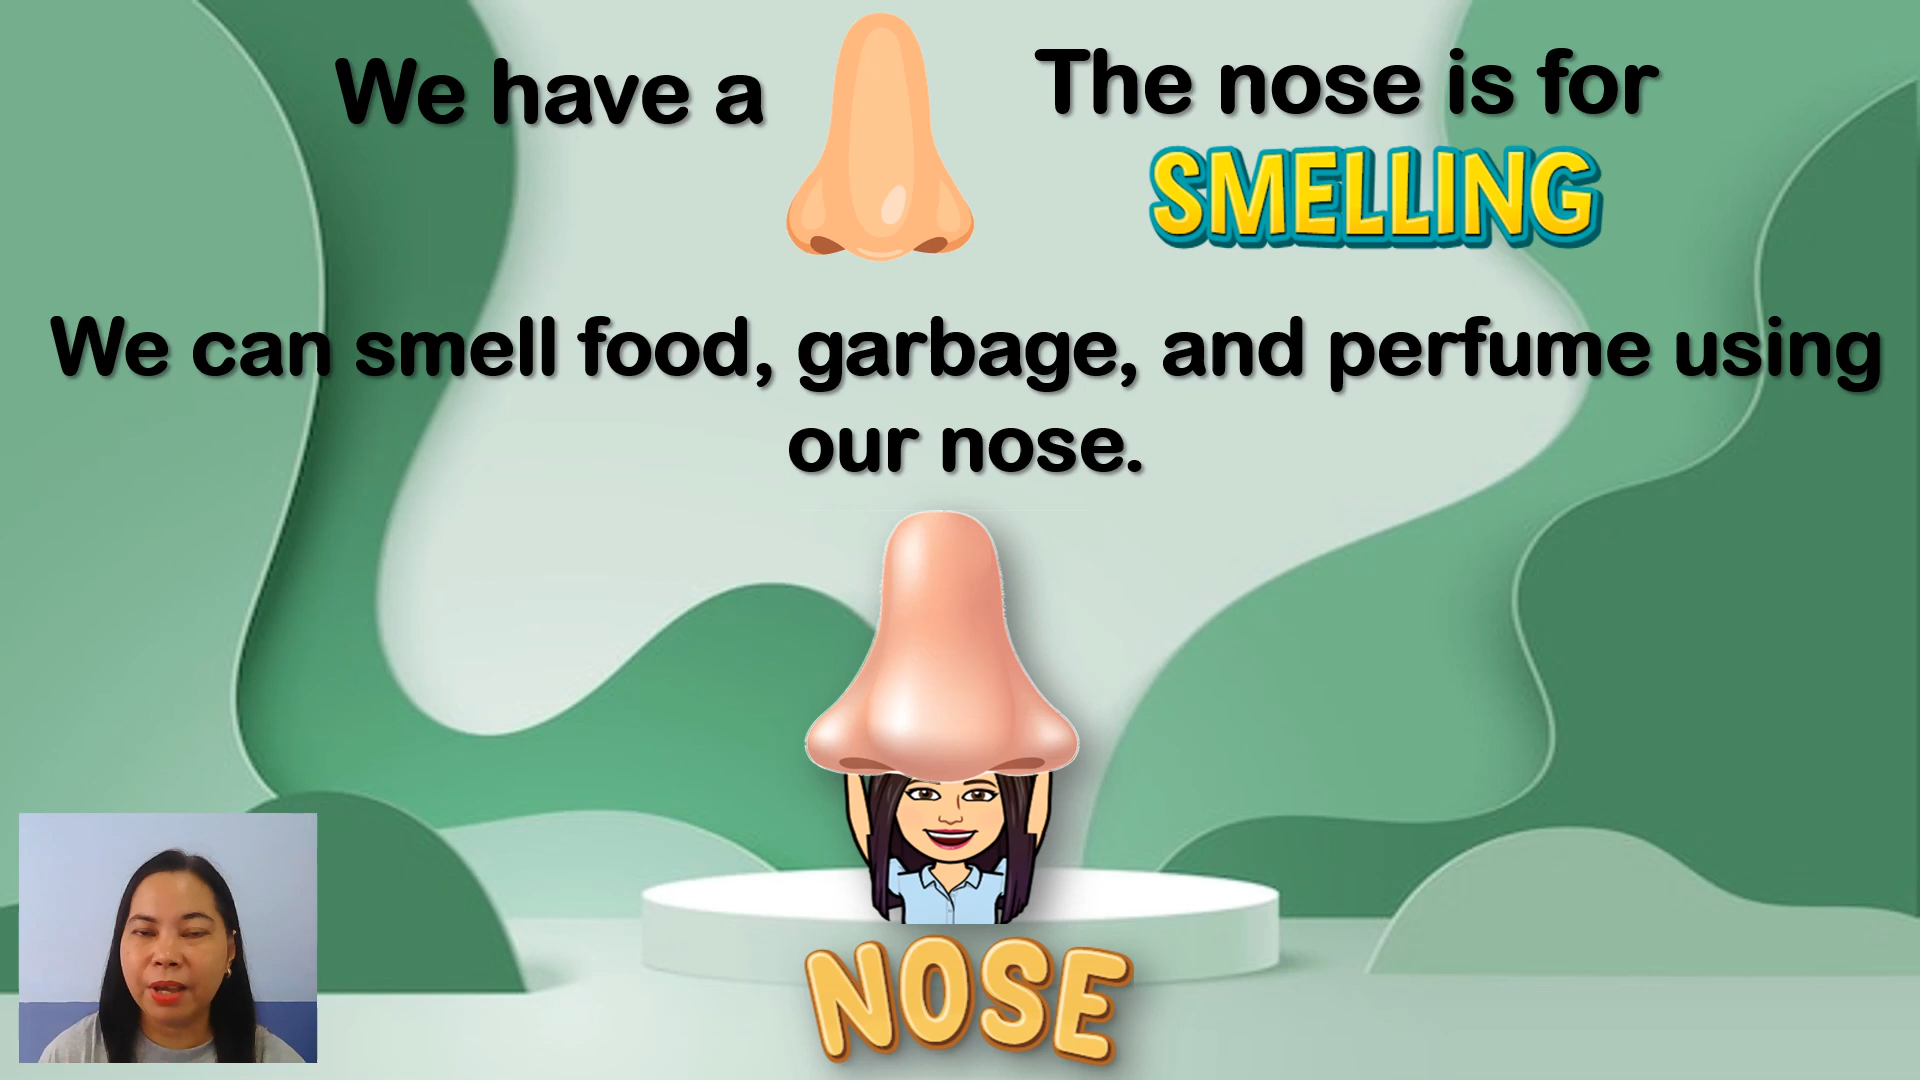 We have a
The nose is for
SMELLING
We can smell food, garbage, and perfume using
our nose.
NOSE